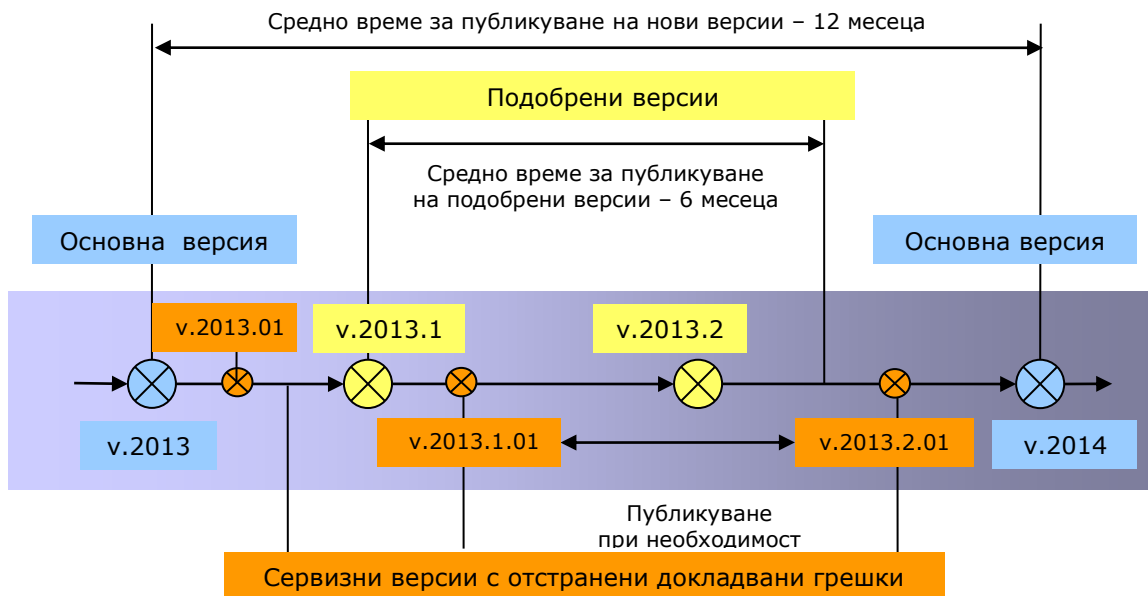 Средно време за публикуване на нови версии – 12 месеца
Подобрени версии
Средно време за публикуване
на подобрени версии – 6 месеца
Основна версия
Основна версия
v.2013.01
v.2013.1
v.2013.2
v.2013
v.2013.1.01
v.2013.2.01
v.2014
Публикуване
при необходимост
Сервизни версии с отстранени докладвани грешки